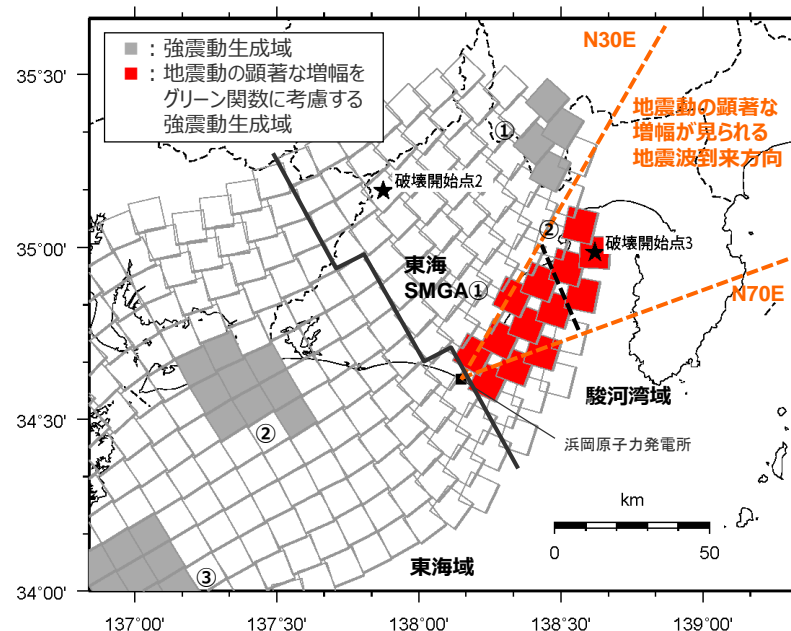 ■：強震動生成域
■：地震動の顕著な増幅を
グリーン関数に考慮する
強震動生成域
N30E
地震動の顕著な
増幅が見られる
地震波到来方向
①
破壊開始点2
②
破壊開始点3
東海
SMGA①
N70E
駿河湾域
浜岡原子力発電所
②
③
東海域
km
0
50
35°30'
35°00'
34°30'
34°00'
137°00'
137°30'
138°00'
138°30'
139°00'